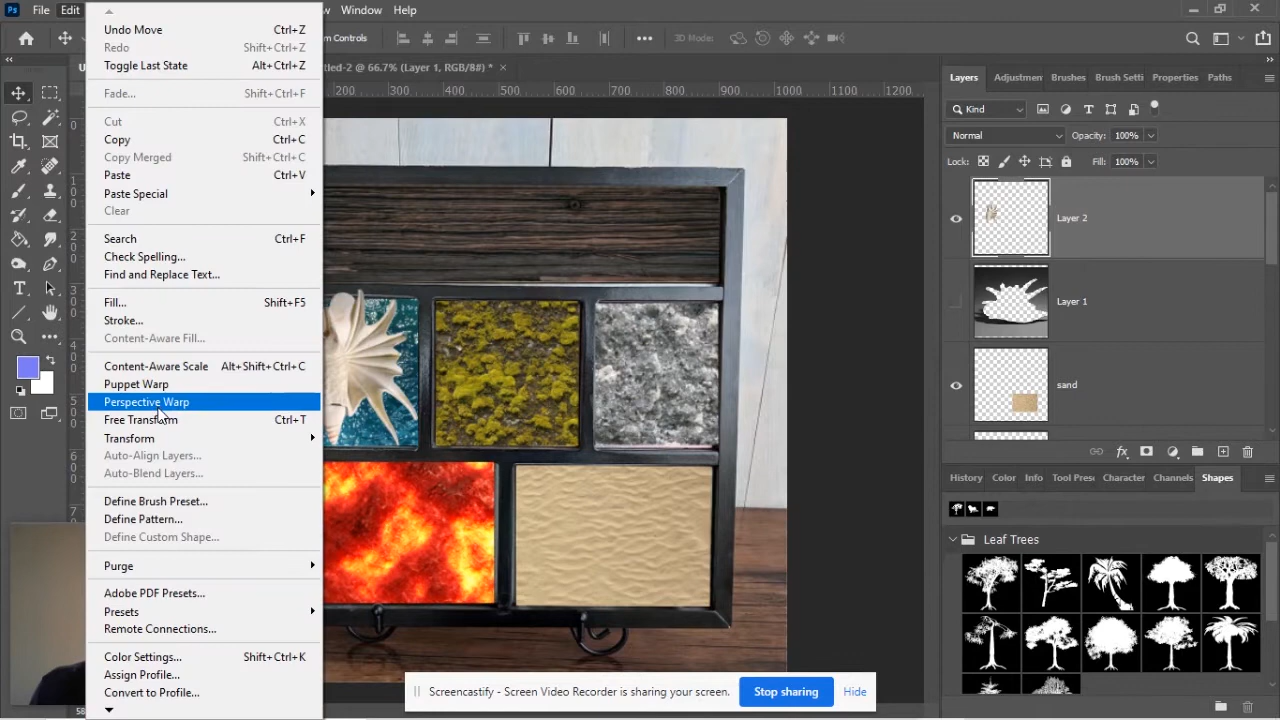 Ps File Edit Window Help
Undo Move Ctrl+Z
Redo Shift+Ctrl+Z
Toggle Last State Alt+Ctrl+Z
Fade... Shift+Ctrl+F
Cut Ctrl+X
Copy Ctrl+C
Copy Merged Shift+Ctrl+C
Paste Ctrl+V
Paste Special
Clear
Search Ctrl+F
Check Spelling...
Find and Replace Text...
Fill... Shift+F5
Stroke...
Content-Aware Fill...
Content-Aware Scale Alt+Shift+Ctrl+C
Puppet Warp
Perspective Warp
Free Transform Ctrl+T
Transform
Auto-Align Layers...
Auto-Blend Layers...
Define Brush Preset...
Define Pattern...
Define Custom Shape...
Purge
Adobe PDF Presets...
Presets
Remote Connections...
Color Settings... Shift+Ctrl+K
Assign Profile...
Convert to Profile...
m Controls 3D Mode:
tled-2 @ 66.7% (Layer 1, RGB/8#) *
200 300 400 500 600 700 800 900 1000 1100 1200
Layers Adjustmen Brushes Brush Setti Properties Paths
Kind
Normal Opacity: 100%
Lock: Fill: 100%
Layer 2
Layer 1
sand
History Color Info Tool Pres Character Channels Shapes
Leaf Trees
Screencastify - Screen Video Recorder is sharing your screen. Stop sharing Hide